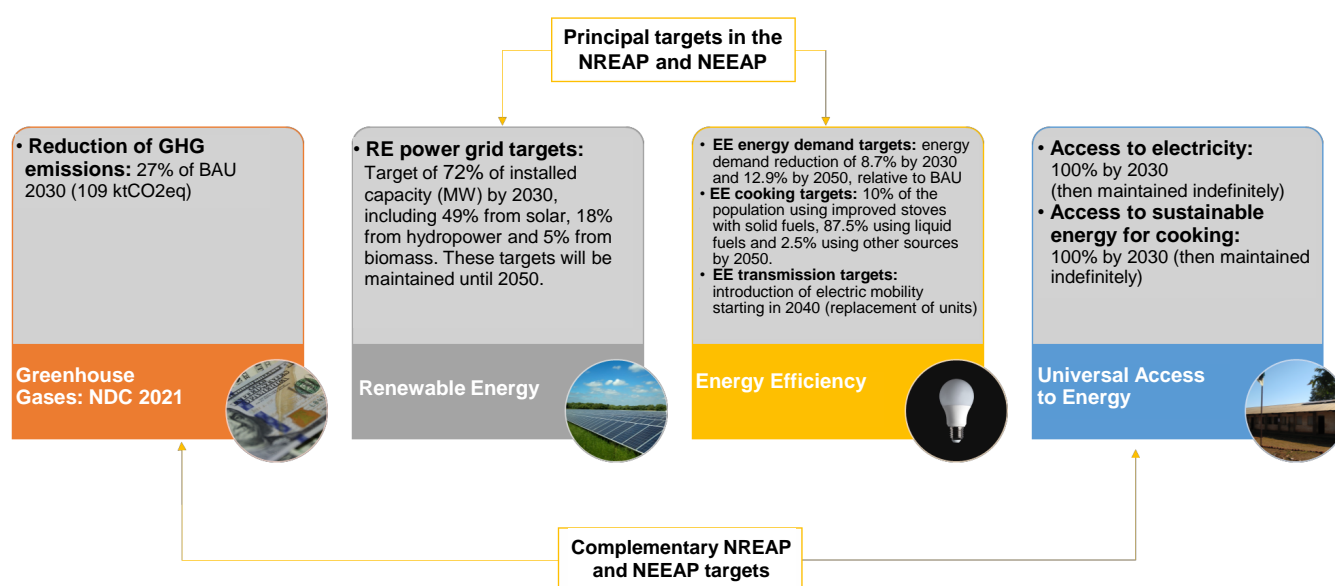 Principal targets in the
NREAP and NEEAP
• Reduction of GHG
emissions: 27% of BAU
2030 (109 ktCO2eq)
Greenhouse
Gases: NDC 2021
• RE power grid targets:
Target of 72% of installed
capacity (MW) by 2030,
including 49% from solar, 18%
from hydropower and 5% from
biomass. These targets will be
maintained until 2050.
Renewable Energy
• EE energy demand targets: energy
demand reduction of 8.7% by 2030
and 12.9% by 2050, relative to BAU
• EE cooking targets: 10% of the
population using improved stoves
with solid fuels, 87.5% using liquid
fuels and 2.5% using other sources
by 2050.
• EE transmission targets:
introduction of electric mobility
starting in 2040 (replacement of units)
Energy Efficiency
• Access to electricity:
100% by 2030
(then maintained indefinitely)
• Access to sustainable
energy for cooking:
100% by 2030 (then maintained
indefinitely)
Universal Access
to Energy
Complementary NREAP
and NEEAP targets